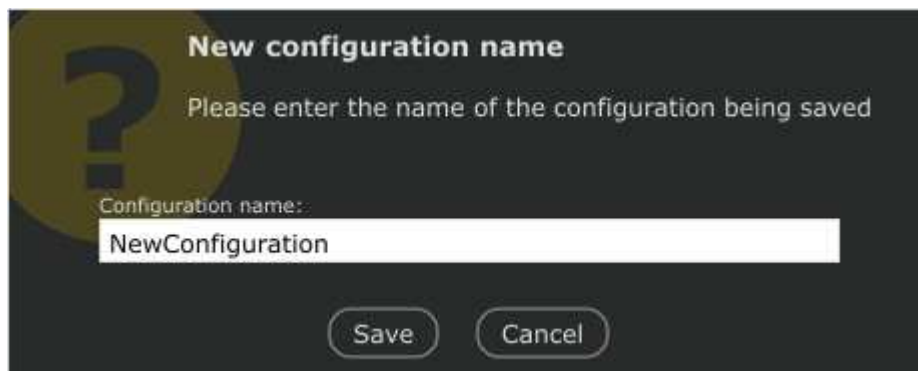 New configuration name
Please enter the name of the configuration being saved
?
Configuration name:
NewConfiguration
Save
Cancel